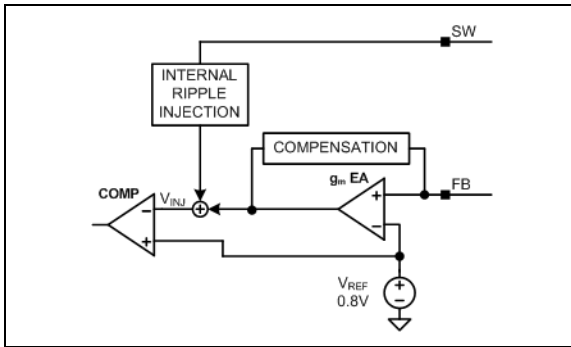 SW
INTERNAL
RIPPLE
INJECTION
COMPENSATION
gm EA
+
FB
COMP
VINJ
−
+
+
−
VREF
0.8V
+
−